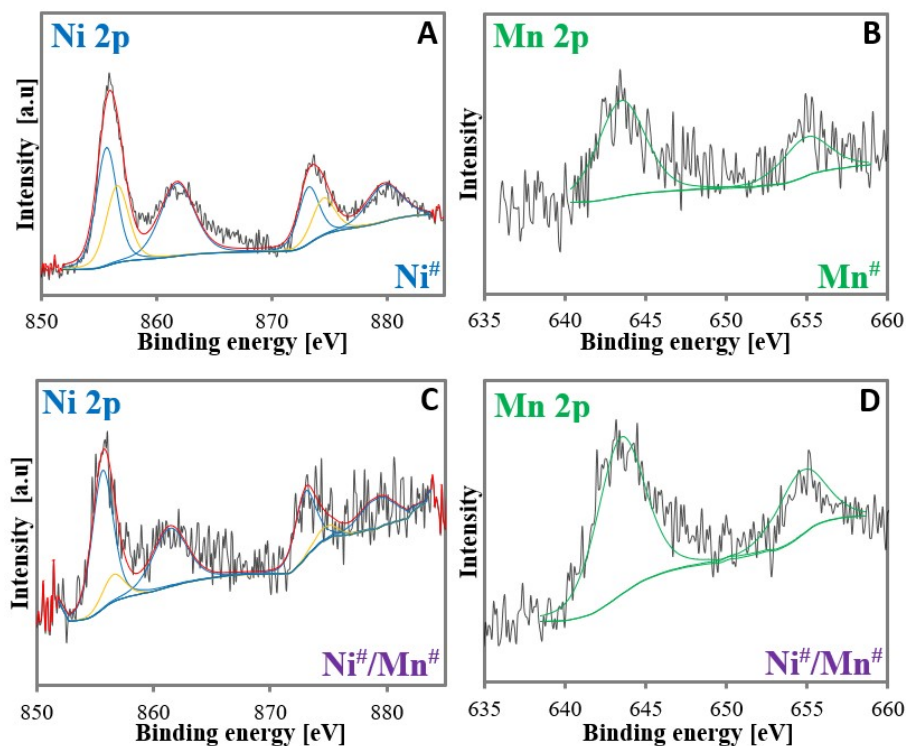 Ni 2p A
Intensity [a.u]
Ni#
850 860 870 880
Binding energy [eV]
Mn 2p B
Intensity
Mn#
635 640 645 650 655 660
Binding energy [eV]
Ni 2p C
Intensity [a.u]
Ni#/Mn#
850 860 870 880
Binding energy [eV]
Mn 2p D
Intensity
Ni#/Mn#
635 640 645 650 655 660
Binding energy [eV]